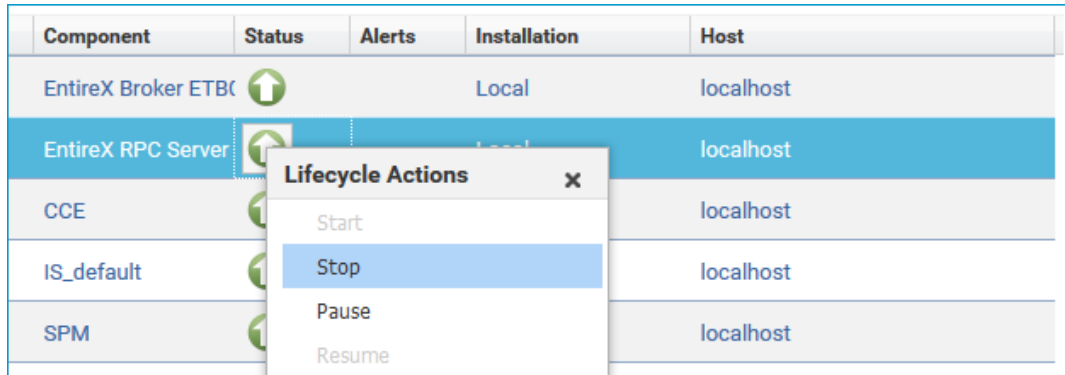 Component Status Alerts Installation Host
EntireX Broker ETB( Local localhost
EntireX RPC Server localhost
Lifecycle Actions
Start
CCE localhost
Stop
IS_default localhost
Pause
SPM localhost
Resume